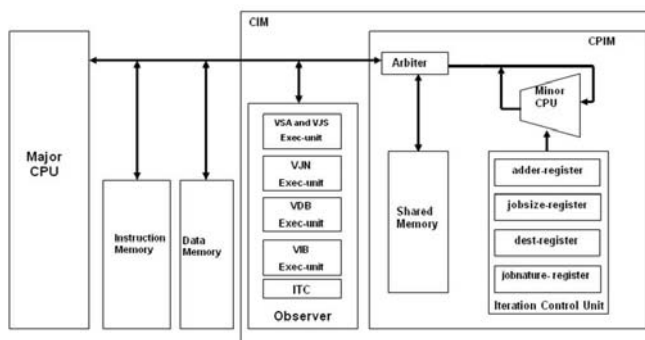 CIM
CPIM
Arbiter
Minor
CPU
VSA and VJS
Exec-unit
VJN
Exec-unit
VDB
Exec-unit
VIB
Exec-unit
ITC
Observer
Major
CPU
Instruction
Memory
Data
Memory
Shared
Memory
adder-register
jobsize-register
dest-register
jobnature- register
Iteration Control Unit